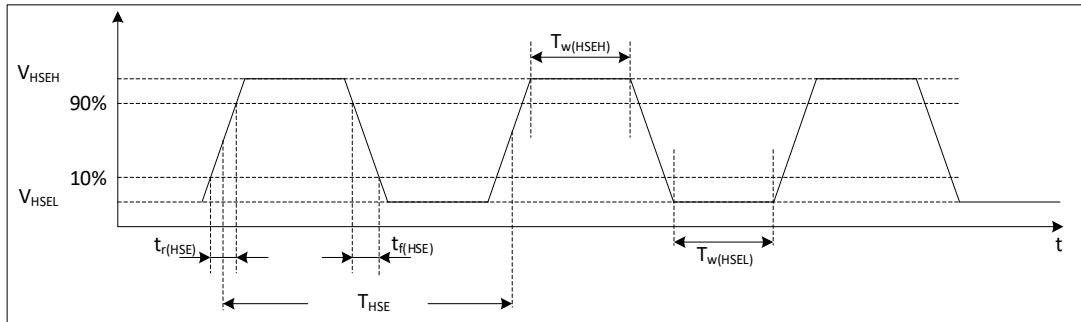 T_w(HSEH)
V_HSEH
90%
10%
V_HSEL
t_r(HSE)
t_f(HSE)
T_w(HSEL)
t
T_HSE